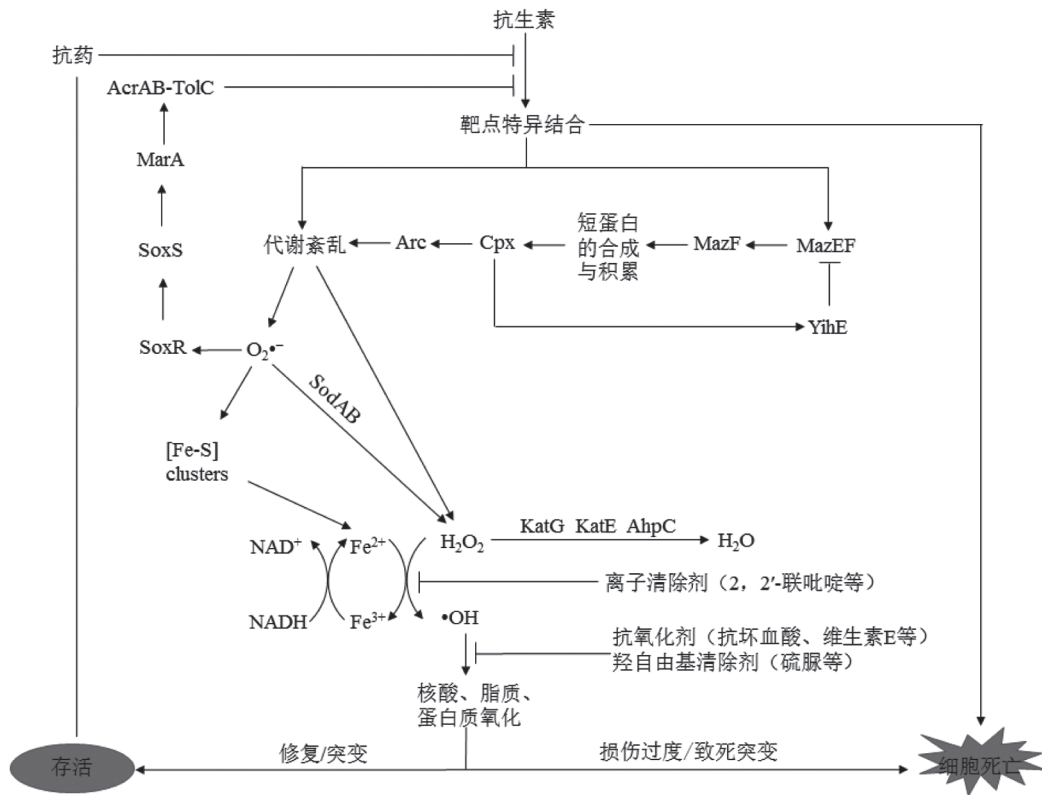 抗生素
抗药
AcrAB-TolC
靶点特异结合
MarA
SoxS
代谢紊乱
Arc
Cpx
短蛋白
的合成
与积累
MazF
MazEF
YihE
SoxR
O₂•⁻
SodAB
[Fe-S]
clusters
NAD⁺
Fe²⁺
H₂O₂
KatG KatE AhpC
H₂O
离子清除剂（2，2′-联吡啶等）
NADH
Fe³⁺
•OH
抗氧化剂（抗坏血酸、维生素E等）
羟自由基清除剂（硫脲等）
核酸、脂质、
蛋白质氧化
修复/突变
损伤过度/致死突变
存活
细胞死亡